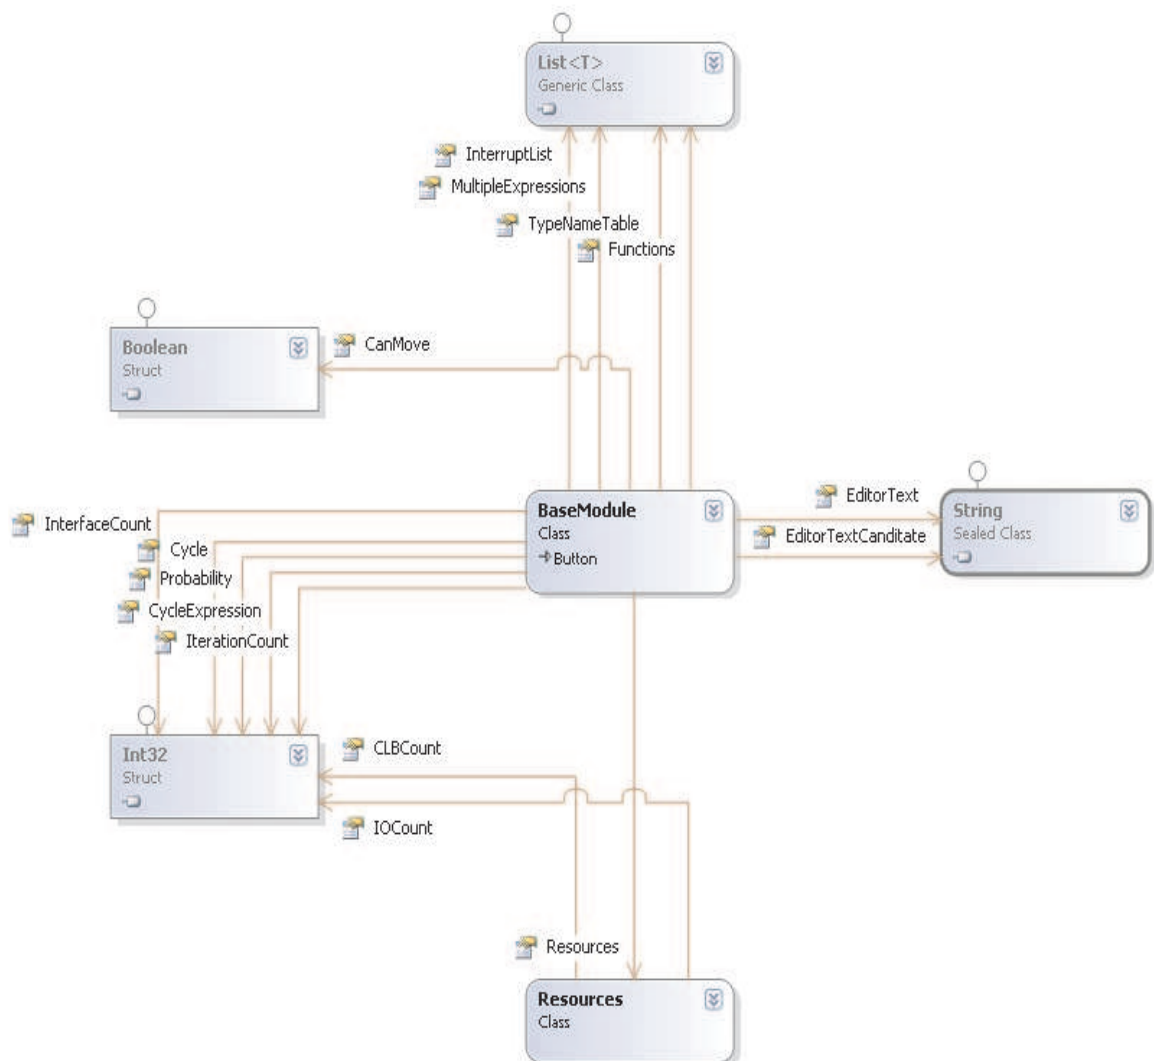 List<T>
Generic Class
InterruptList
MultipleExpressions
TypeNameTable
Functions
Boolean
Struct
CanMove
BaseModule
Class
Button
EditorText
EditorTextCanditate
String
Sealed Class
InterfaceCount
Cycle
Probability
CycleExpression
IterationCount
Int32
Struct
CLBCount
IOCount
Resources
Resources
Class